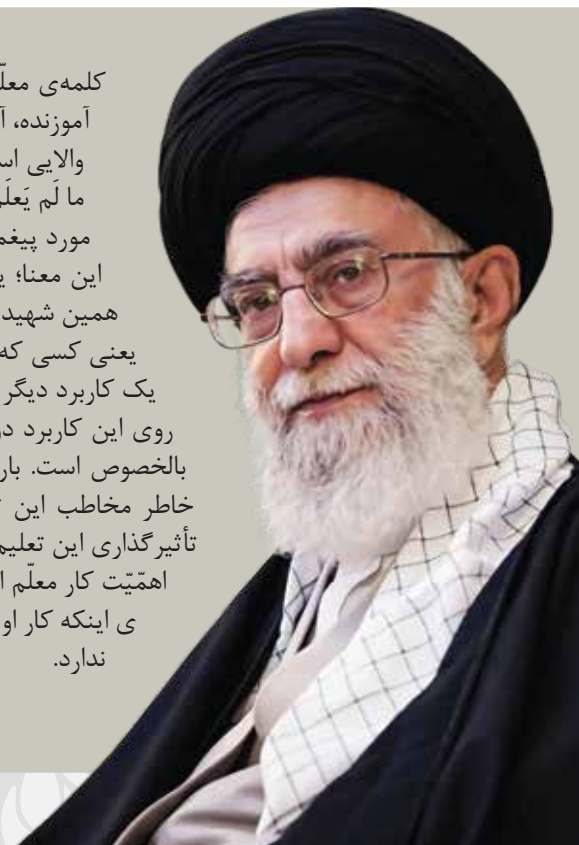 کلمه‌ی معلّ
آموزنده، آ
والایی اس
ما لَم یَعلَم
مورد پیغم
این معنا؛ ی
همین شهید
یعنی کسی که
یک کاربرد دیگر
روی این کاربرد دو
بالخصوص است. بار
خاطر مخاطب این ت
تأثیرگذاری این تعلیم
اهمّیّت کار معلّم ا
ی اینکه کار او
ندارد.